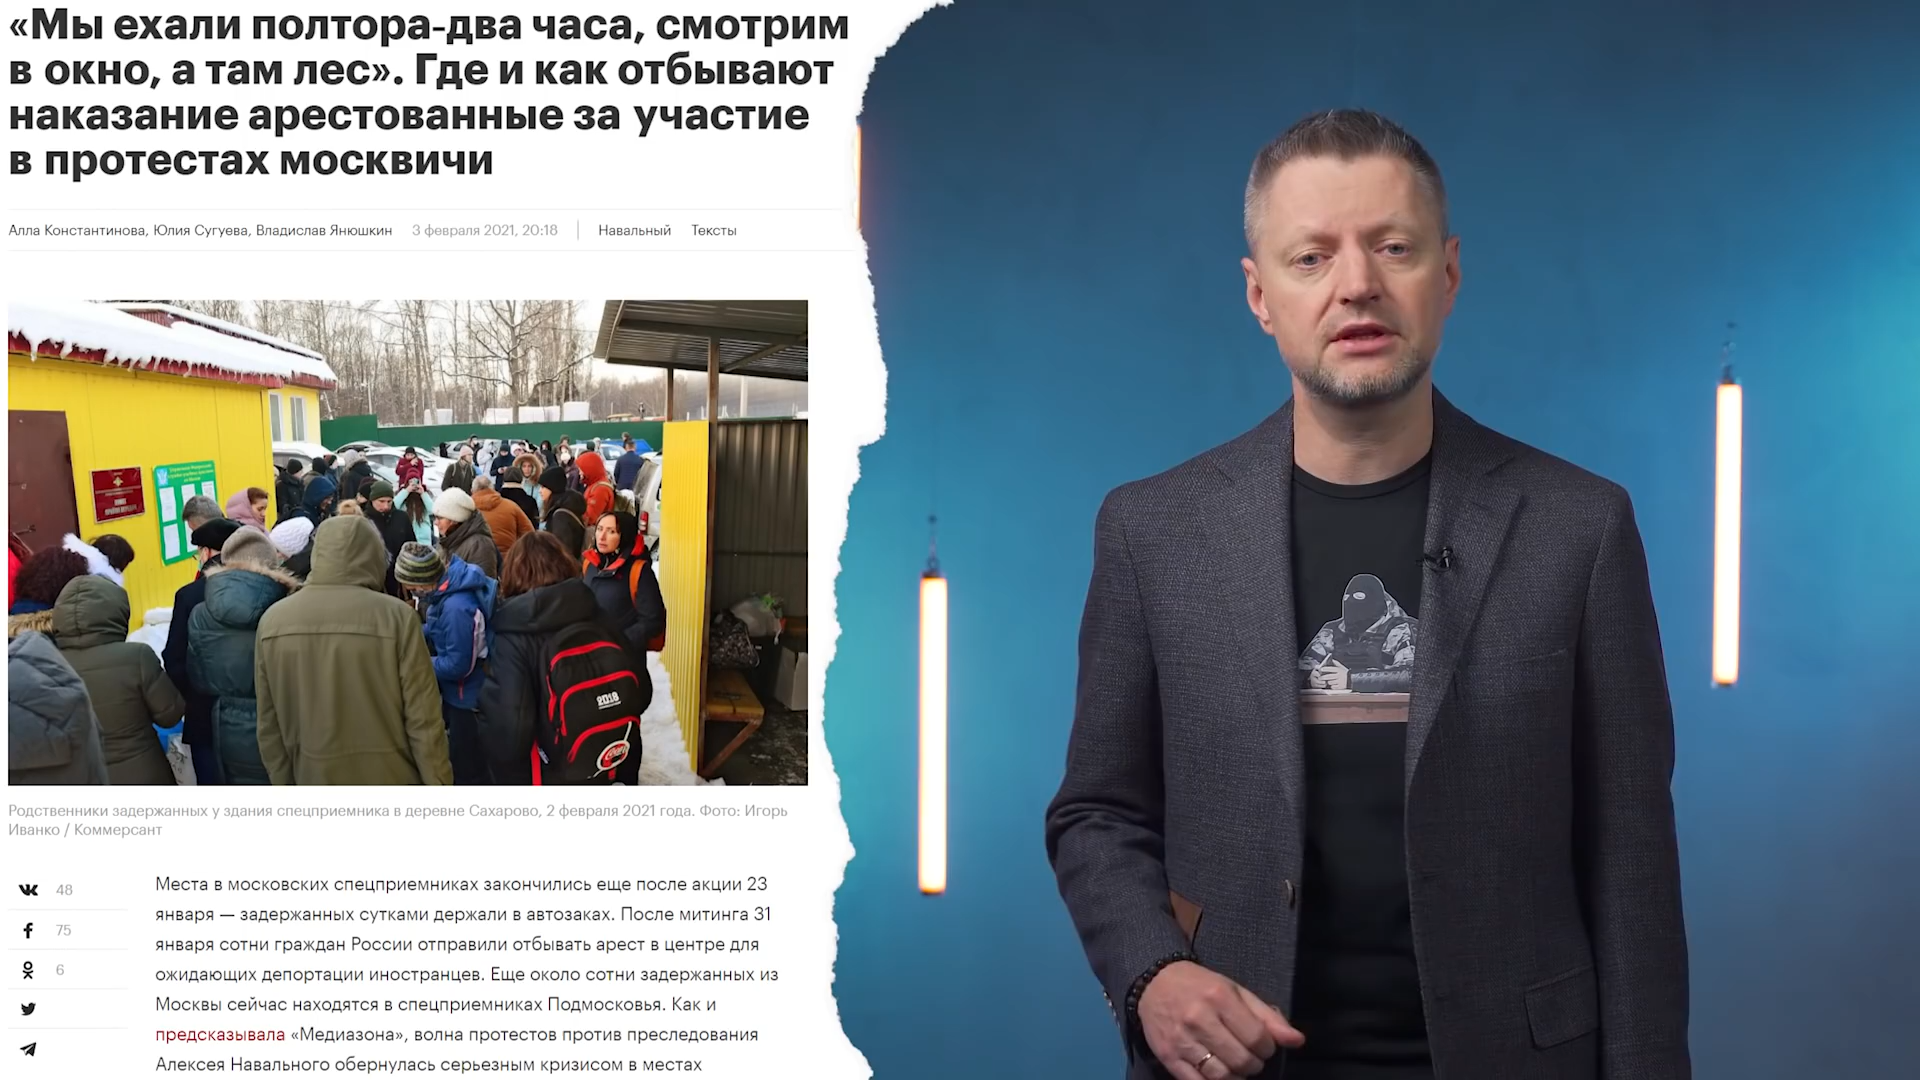 «Мы ехали полтора-два часа, смотрим
в окно, а там лес». Где и как отбывают
наказание арестованные за участие
в протестах москвичи
Алла Константинова, Юлия Сугуева, Владислав Янюшкин 3 февраля 2021, 20:18 Навальный Тексты
2018
Родственники задержанных у здания спецприемника в деревне Сахарово, 2 февраля 2021 года. Фото: Игорь
Иванко / Коммерсант
48
75
6
Места в московских спецприемниках закончились еще после акции 23
января — задержанных сутками держали в автозаках. После митинга 31
января сотни граждан России отправили отбывать арест в центре для
ожидающих депортации иностранцев. Еще около сотни задержанных из
Москвы сейчас находятся в спецприемниках Подмосковья. Как и
предсказывала «Медиазона», волна протестов против преследования
Алексея Навального обернулась серьезным кризисом в местах